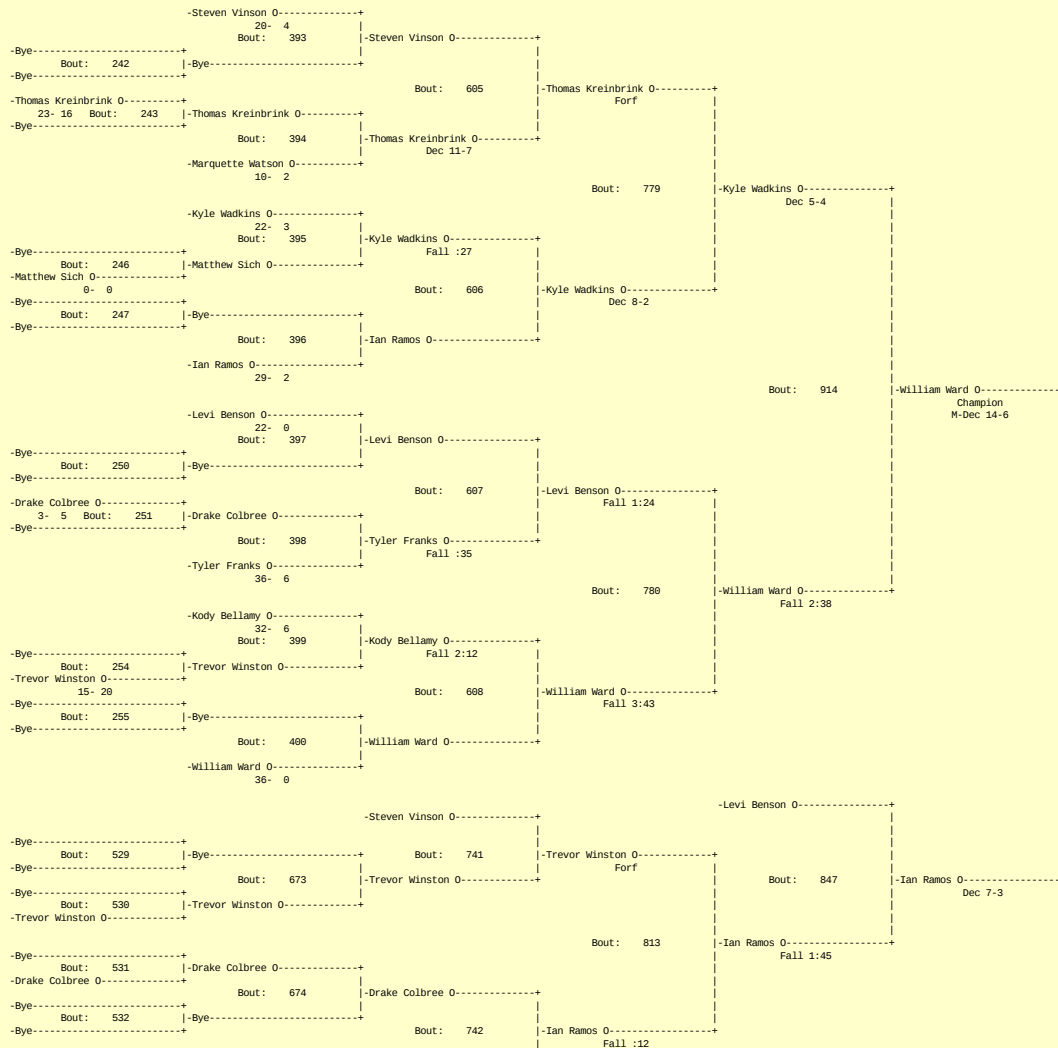 -Steven Vinson O--------------+
20-  4                       |
Bout:    393         |-Steven Vinson O--------------+
-Bye--------------------------+                             |                              |
Bout:    242         |-Bye--------------------------+                              |
-Bye--------------------------+                                                            |
Bout:    605         |-Thomas Kreinbrink O----------+
-Thomas Kreinbrink O----------+                                                            |            Forf              |
23- 16   Bout:    243         |-Thomas Kreinbrink O----------+                              |                              |
-Bye--------------------------+                             |                              |                              |
Bout:    394         |-Thomas Kreinbrink O----------+                              |
|          Dec 11-7                                           |
-Marquette Watson O-----------+                                                             |
10-  2                                                                              |
Bout:    779         |-Kyle Wadkins O---------------+
|           Dec 5-4            |
-Kyle Wadkins O---------------+
22-  3
Bout:    395         |-Kyle Wadkins O---------------+
-Bye--------------------------+                             |          Fall :27            |
Bout:    246         |-Matthew Sich O---------------+
-Matthew Sich O---------------+
0-  0                                                 Bout:    606         |-Kyle Wadkins O---------------+
-Bye--------------------------+                                                            |           Dec 8-2
Bout:    247         |-Bye--------------------------+
-Bye--------------------------+
Bout:    396         |-Ian Ramos O------------------+
-Ian Ramos O------------------+
29-  2
Bout:    914         |-William Ward O-------------
Champion
M-Dec 14-6
-Levi Benson O----------------+
22-  0
Bout:    397         |-Levi Benson O----------------+
-Bye--------------------------+
Bout:    250         |-Bye--------------------------+
-Bye--------------------------+
Bout:    607         |-Levi Benson O----------------+
-Drake Colbree O--------------+                                                            |          Fall 1:24
3-  5   Bout:    251         |-Drake Colbree O--------------+
-Bye--------------------------+
Bout:    398         |-Tyler Franks O---------------+
Fall :35
-Tyler Franks O---------------+
36-  6
Bout:    780         |-William Ward O---------------+
Fall 2:38
-Kody Bellamy O---------------+
32-  6
Bout:    399         |-Kody Bellamy O---------------+
-Bye--------------------------+                             |          Fall 2:12
Bout:    254         |-Trevor Winston O-------------+
-Trevor Winston O-------------+
15- 20                                                 Bout:    608         |-William Ward O---------------+
-Bye--------------------------+                                                            |          Fall 3:43
Bout:    255         |-Bye--------------------------+
-Bye--------------------------+
Bout:    400         |-William Ward O---------------+
-William Ward O---------------+
36-  0
-Levi Benson O----------------+
-Steven Vinson O--------------+
-Bye--------------------------+
Bout:    529         |-Bye--------------------------+        Bout:    741         |-Trevor Winston O-------------+
-Bye--------------------------+                                                            |            Forf
Bout:    673         |-Trevor Winston O-------------+        Bout:    847         |-Ian Ramos O----------------
-Bye--------------------------+                                                                                            Dec 7-3
Bout:    530         |-Trevor Winston O-------------+
-Trevor Winston O-------------+
Bout:    813         |-Ian Ramos O------------------+
-Bye--------------------------+                                                                                            Fall 1:45
Bout:    531         |-Drake Colbree O--------------+
-Drake Colbree O--------------+
Bout:    674         |-Drake Colbree O--------------+
-Bye--------------------------+
Bout:    532         |-Bye--------------------------+
-Bye--------------------------+                              Bout:    742         |-Ian Ramos O------------------+
Fall :12